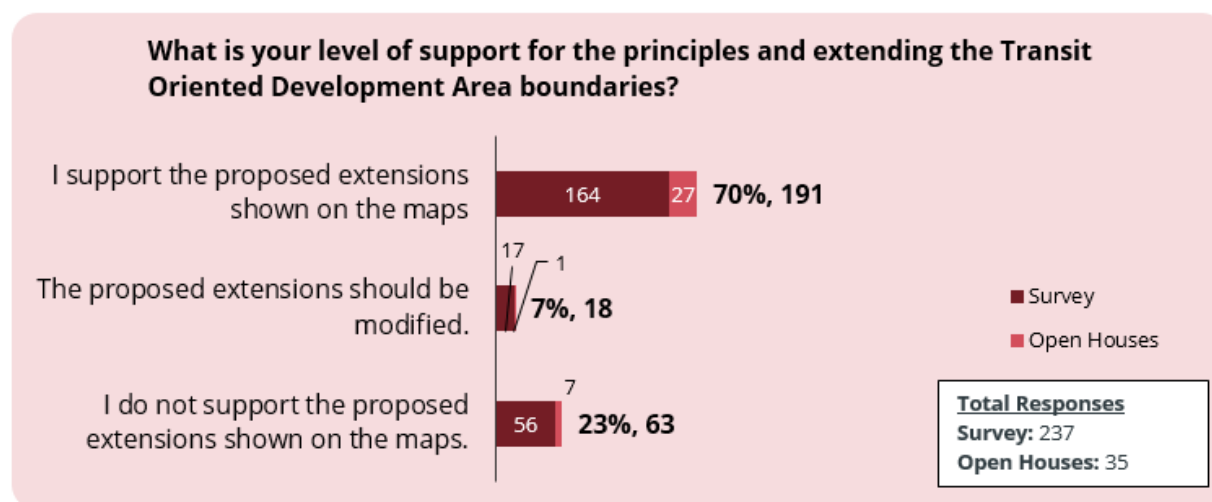 What is your level of support for the principles and extending the Transit
Oriented Development Area boundaries?
I support the proposed extensions
shown on the maps
164
27
70%, 191
The proposed extensions should be
modified.
17
1
7%, 18
I do not support the proposed
extensions shown on the maps.
56
7
23%, 63
Survey
Open Houses
Total Responses
Survey: 237
Open Houses: 35